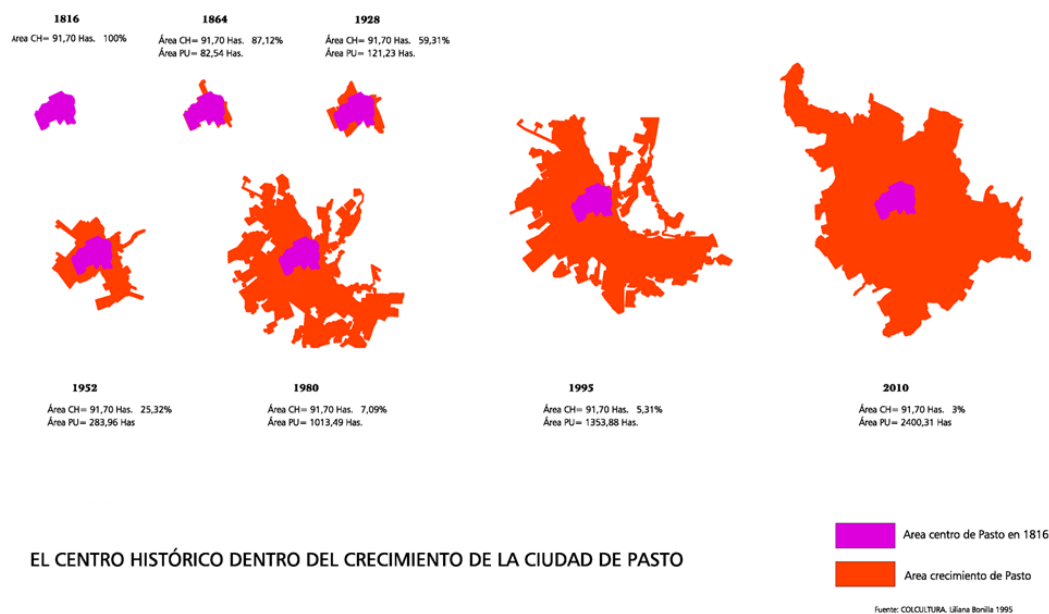 1816
Area CH= 91,70 Has. 100%
1864
Área CH= 91,70 Has. 87,12%
Área PU= 82,54 Has.
1928
Área CH= 91,70 Has. 59,31%
Área PU= 121,23 Has.
1952
Área CH= 91,70 Has. 25,32%
Área PU= 283,96 Has
1980
Área CH= 91,70 Has. 7,09%
Área PU= 1013,49 Has.
1995
Área CH= 91,70 Has. 5,31%
Área PU= 1353,88 Has.
2010
Área CH= 91,70 Has. 3%
Área PU= 2400,31 Has
EL CENTRO HISTÓRICO DENTRO DEL CRECIMIENTO DE LA CIUDAD DE PASTO
Area centro de Pasto en 1816
Area crecimiento de Pasto
Fuente: COLCULTURA. Liliana Bonilla 1995